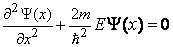 ∂²Ψ(x)/∂x² + 2m/ħ² EΨ(x) = 0